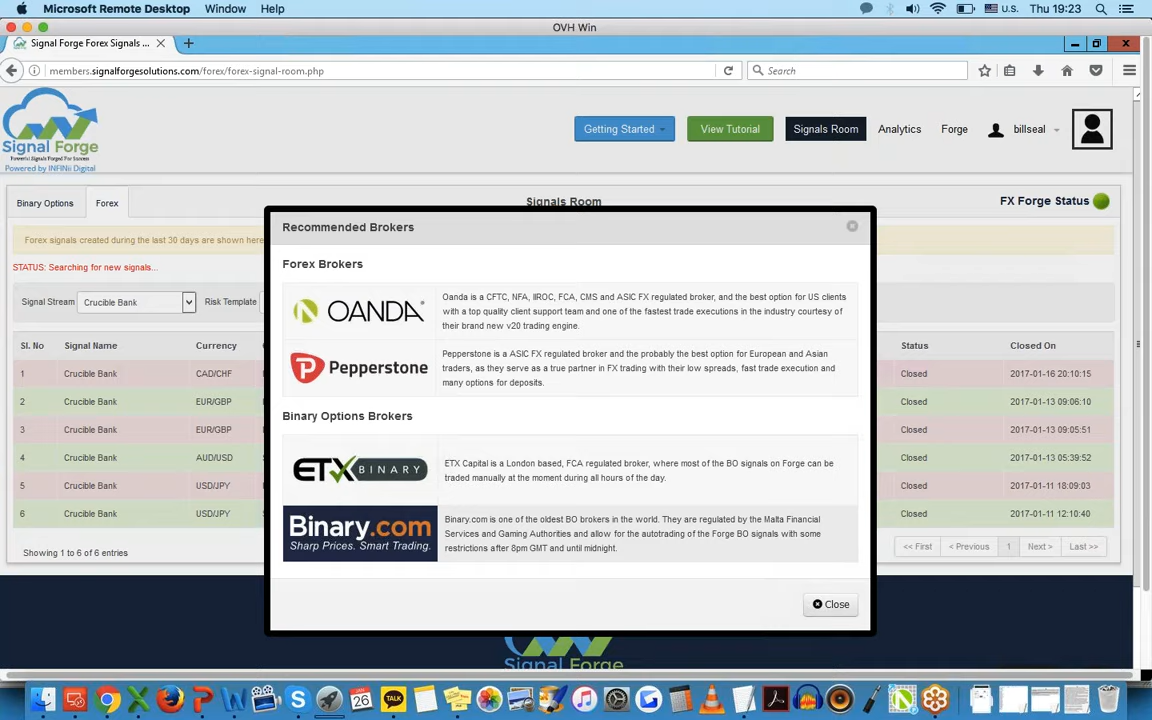 Microsoft Remote Desktop Window Help U.S. Thu 19:23
OVH Win
Signal Forge Forex Signals ...
members.signalforgesolutions.com/forex/forex-signal-room.php Search
Signal Forge
Powerful Signals Forged For Success
Powered by INFINii Digital
Getting Started View Tutorial Signals Room Analytics Forge billseal
Binary Options Forex Signals Room FX Forge Status
Forex signals created during the last 30 days are shown here
STATUS: Searching for new signals...
Signal Stream Crucible Bank Risk Template
Sl. No Signal Name Currency Status Closed On
1 Crucible Bank CAD/CHF Closed 2017-01-16 20:10:15
2 Crucible Bank EUR/GBP Closed 2017-01-13 09:06:10
3 Crucible Bank EUR/GBP Closed 2017-01-13 09:05:51
4 Crucible Bank AUD/USD Closed 2017-01-13 05:39:52
5 Crucible Bank USD/JPY Closed 2017-01-11 18:09:03
6 Crucible Bank USD/JPY Closed 2017-01-11 12:10:40
Showing 1 to 6 of 6 entries << First < Previous 1 Next > Last >>
Recommended Brokers
Forex Brokers
OANDA
Oanda is a CFTC, NFA, IIROC, FCA, CMS and ASIC FX regulated broker, and the best option for US clients
with a top quality client support team and one of the fastest trade executions in the industry courtesy of
their brand new v20 trading engine.
Pepperstone
Pepperstone is a ASIC FX regulated broker and the probably the best option for European and Asian
traders, as they serve as a true partner in FX trading with their low spreads, fast trade execution and
many options for deposits.
Binary Options Brokers
ETX BINARY
ETX Capital is a London based, FCA regulated broker, where most of the BO signals on Forge can be
traded manually at the moment during all hours of the day.
Binary.com
Sharp Prices. Smart Trading.
Binary.com is one of the oldest BO brokers in the world. They are regulated by the Malta Financial
Services and Gaming Authorities and allow for the autotrading of the Forge BO signals with some
restrictions after 8pm GMT and until midnight.
Close
Signal Forge
JAN
26
TALK